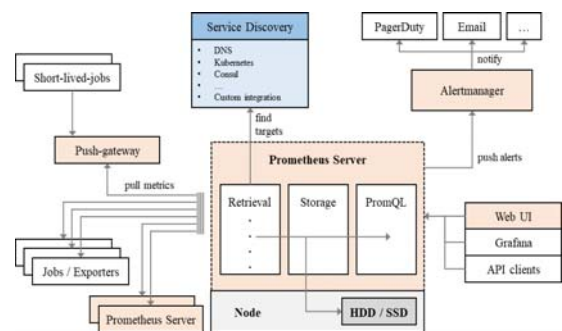 Service Discovery
• DNS
• Kubernetes
• Consul
• ....
• Custom integration
PagerDuty
Email
…
notify
Alertmanager
Short-lived-jobs
Push-gateway
find
targets
push alerts
pull metrics
Prometheus Server
Retrieval
Storage
PromQL
Web UI
Grafana
API clients
Jobs / Exporters
Prometheus Server
Node
HDD / SSD